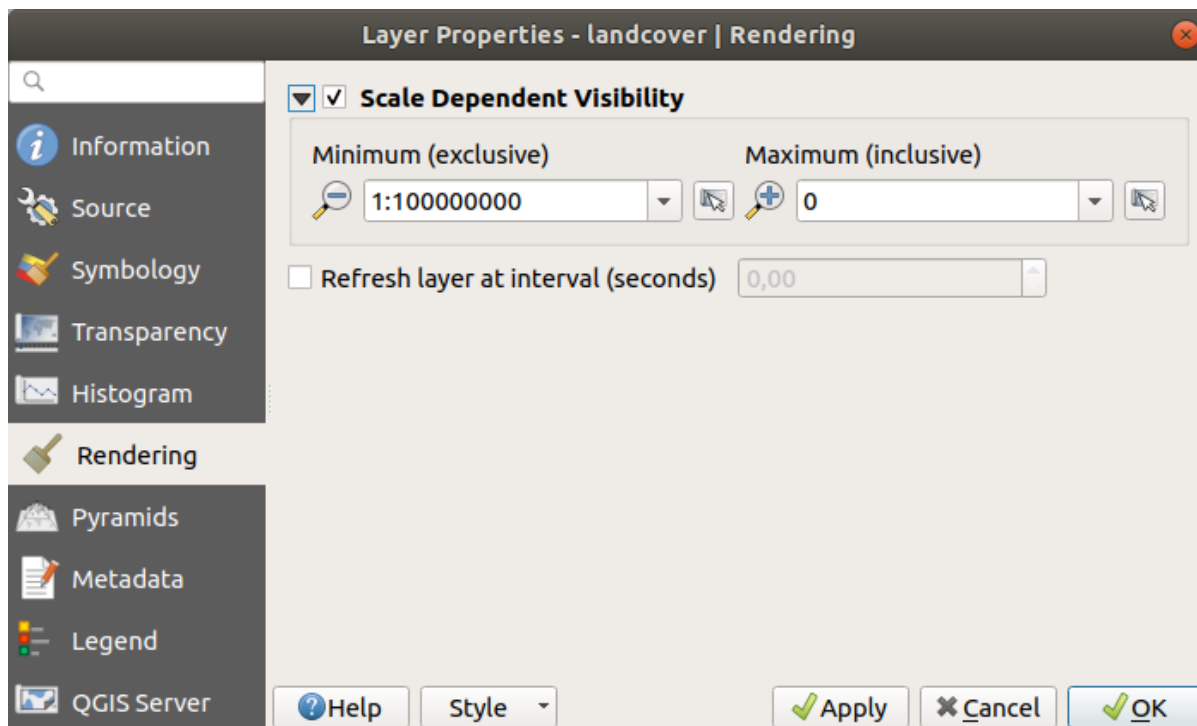 Layer Properties - landcover | Rendering
Information
Source
Symbology
Transparency
Histogram
Rendering
Pyramids
Metadata
Legend
QGIS Server
Scale Dependent Visibility
Minimum (exclusive) Maximum (inclusive)
1:100000000 0
Refresh layer at interval (seconds) 0,00
Help Style Apply Cancel OK